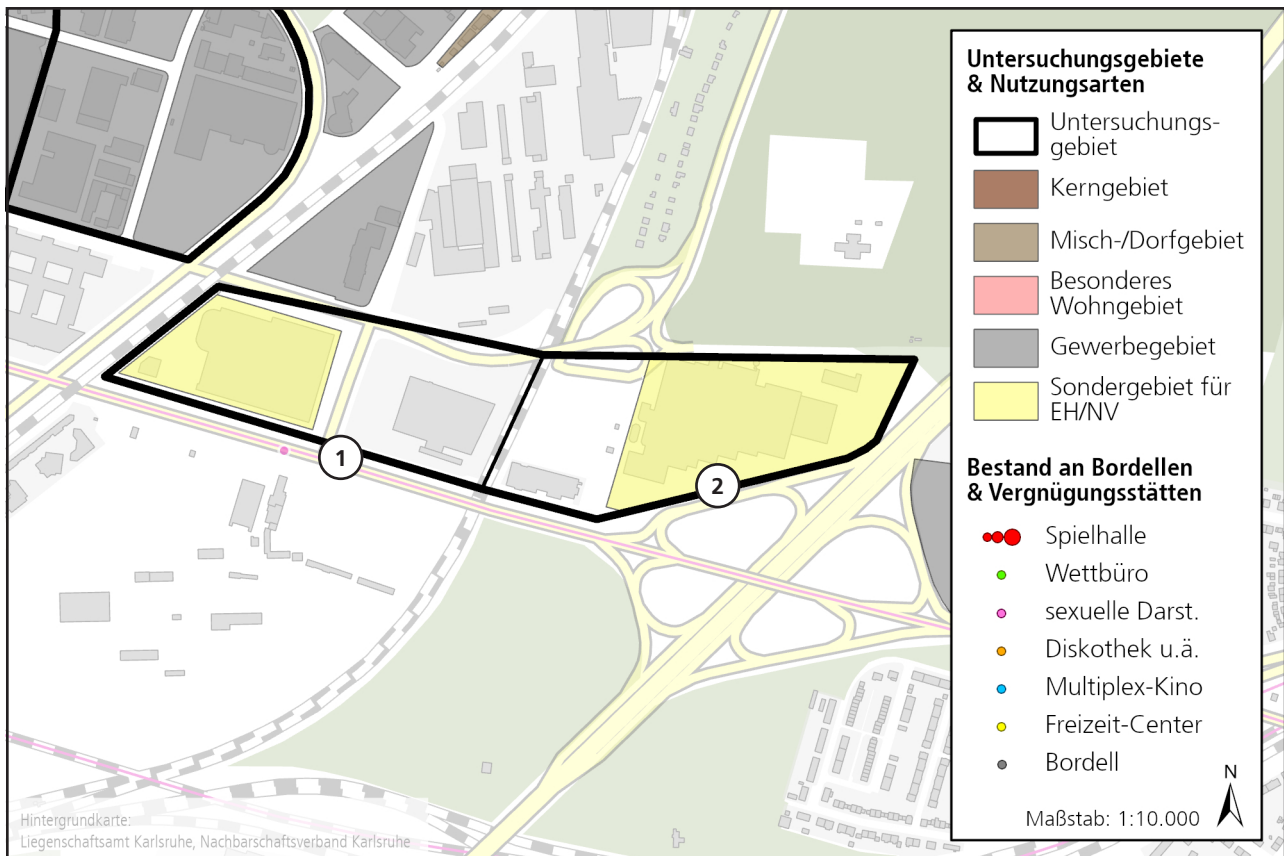 Untersuchungsgebiete
& Nutzungsarten
Untersuchungs-
gebiet
Kerngebiet
Misch-/Dorfgebiet
Besonderes
Wohngebiet
Gewerbegebiet
Sondergebiet für
EH/NV
Bestand an Bordellen
& Vergnügungsstätten
Spielhalle
Wettbüro
sexuelle Darst.
Diskothek u.ä.
Multiplex-Kino
Freizeit-Center
Bordell
N
Maßstab: 1:10.000
1
2
Hintergrundkarte:
Liegenschaftsamt Karlsruhe, Nachbarschaftsverband Karlsruhe